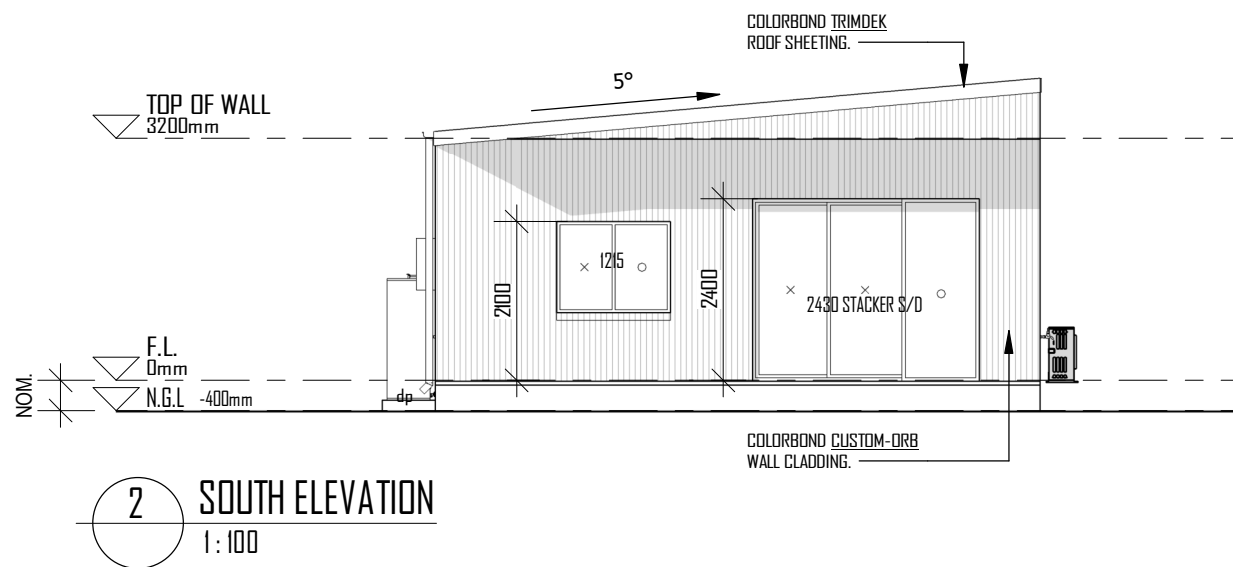 COLORBOND TRIMDEK
ROOF SHEETING.
5°
TOP OF WALL
3200mm
1215
2100
2400
2430 STACKER S/D
F.L.
0mm
NOM.
N.G.L -400mm
dp
COLORBOND CUSTOM-ORB
WALL CLADDING.
2 SOUTH ELEVATION
1 : 100